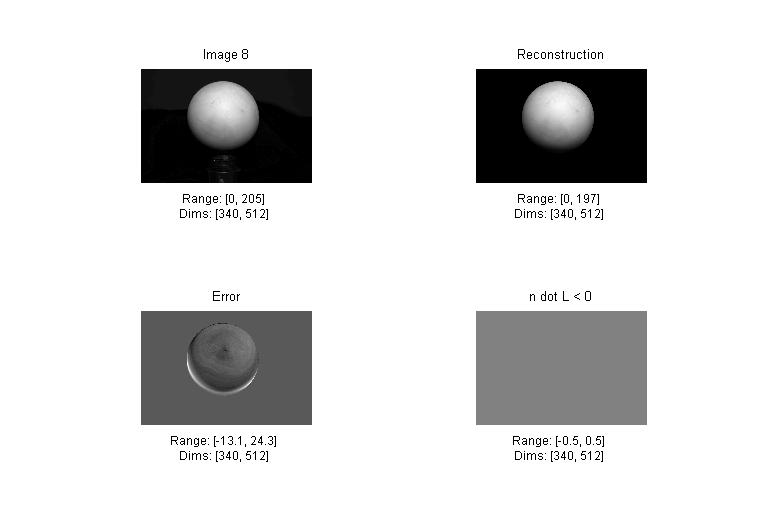 Image 8
Reconstruction
Range: [0, 205]
Dims: [340, 512]
Range: [0, 197]
Dims: [340, 512]
Error
n dot L < 0
Range: [-13.1, 24.3]
Dims: [340, 512]
Range: [-0.5, 0.5]
Dims: [340, 512]